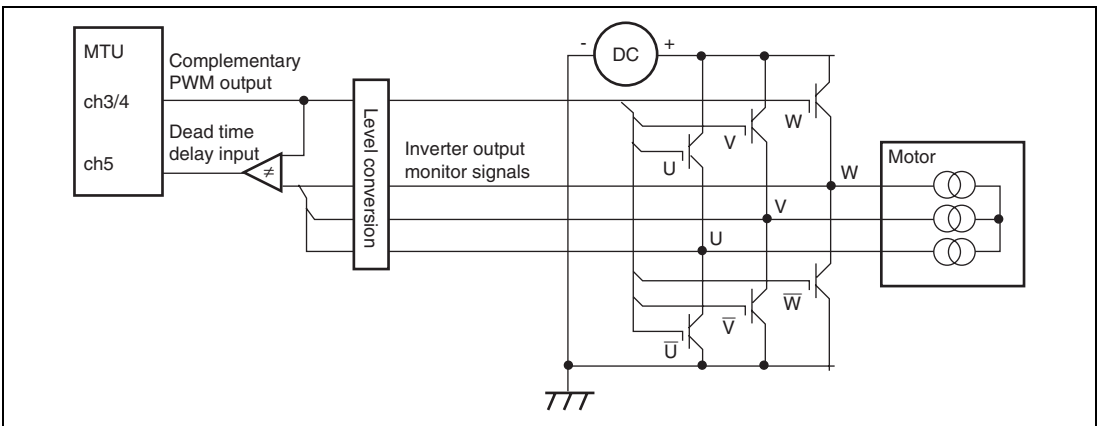 MTU
ch3/4
ch5
Complementary
PWM output
Dead time
delay input
≠
Level conversion
Inverter output
monitor signals
-
DC
+
U
V
W
W
V
U
U̅
V̅
W̅
Motor